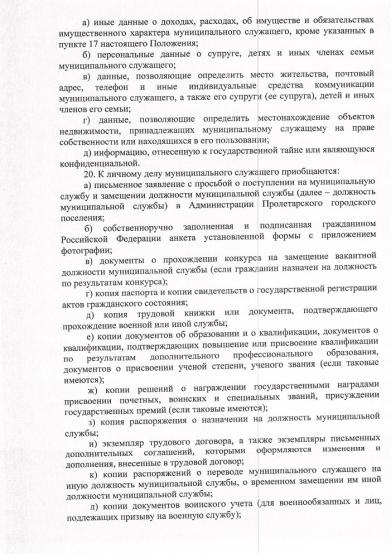 а) иные данные о доходах, расходах, об имуществе и обязательствах
имущественного характера муниципального служащего, кроме указанных в
пункте 17 настоящего Положения;
б) персональные данные о супруге, детях и иных членах семьи
муниципального служащего;
в) данные, позволяющие определить место жительства, почтовый
адрес, телефон и иные индивидуальные средства коммуникации
муниципального служащего, а также его супруги (ее супруга), детей и иных
членов его семьи;
г) данные, позволяющие определить местонахождение объектов
недвижимости, принадлежащих муниципальному служащему на праве
собственности или находящихся в его пользовании;
д) информацию, отнесенную к государственной тайне или являющуюся
конфиденциальной.
20. К личному делу муниципального служащего приобщаются:
а) письменное заявление с просьбой о поступлении на муниципальную
службу и замещении должности муниципальной службы (далее – должность
муниципальной службы) в Администрации Пролетарского городского
поселения;
б) собственноручно заполненная и подписанная гражданином
Российской Федерации анкета установленной формы с приложением
фотографии;
в) документы о прохождении конкурса на замещение вакантной
должности муниципальной службы (если гражданин назначен на должность
по результатам конкурса);
г) копия паспорта и копии свидетельств о государственной регистрации
актов гражданского состояния;
д) копия трудовой книжки или документа, подтверждающего
прохождение военной или иной службы;
е) копии документов об образовании и о квалификации, документов о
квалификации, подтверждающих повышение или присвоение квалификации
по результатам дополнительного профессионального образования,
документов о присвоении ученой степени, ученого звания (если таковые
имеются);
ж) копии решений о награждении государственными наградами
присвоении почетных, воинских и специальных званий, присуждении
государственных премий (если таковые имеются);
з) копия распоряжения о назначении на должность муниципальной
службы;
и) экземпляр трудового договора, а также экземпляры письменных
дополнительных соглашений, которыми оформляются изменения и
дополнения, внесенные в трудовой договор;
к) копии распоряжений о переводе муниципального служащего на
иную должность муниципальной службы, о временном замещении им иной
должности муниципальной службы;
л) копии документов воинского учета (для военнообязанных и лиц,
подлежащих призыву на военную службу);